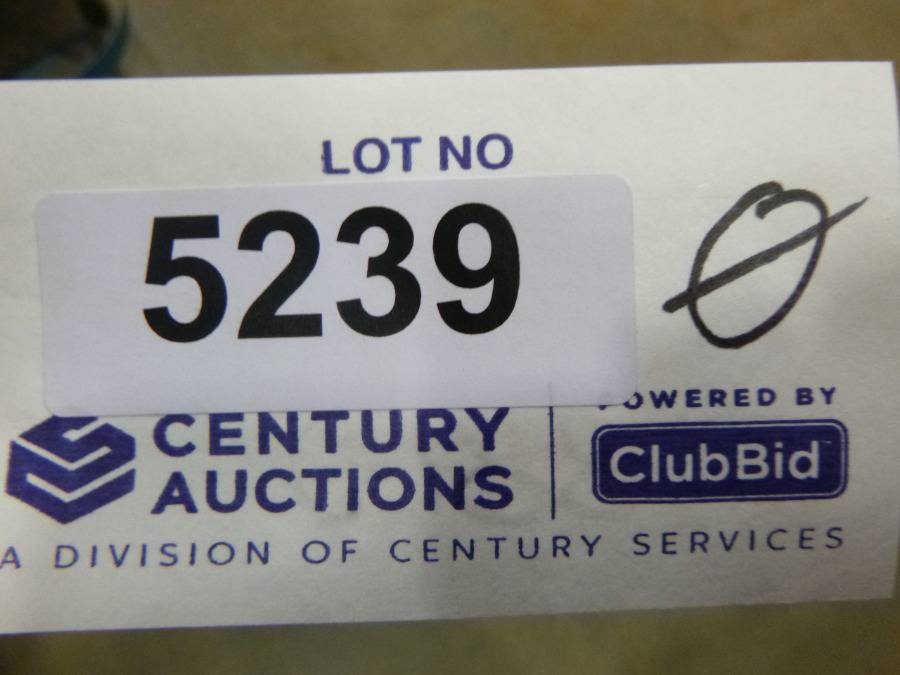 LOT NO
5239
Ø
CENTURY
AUCTIONS
POWERED BY
ClubBid
A DIVISION OF CENTURY SERVICES